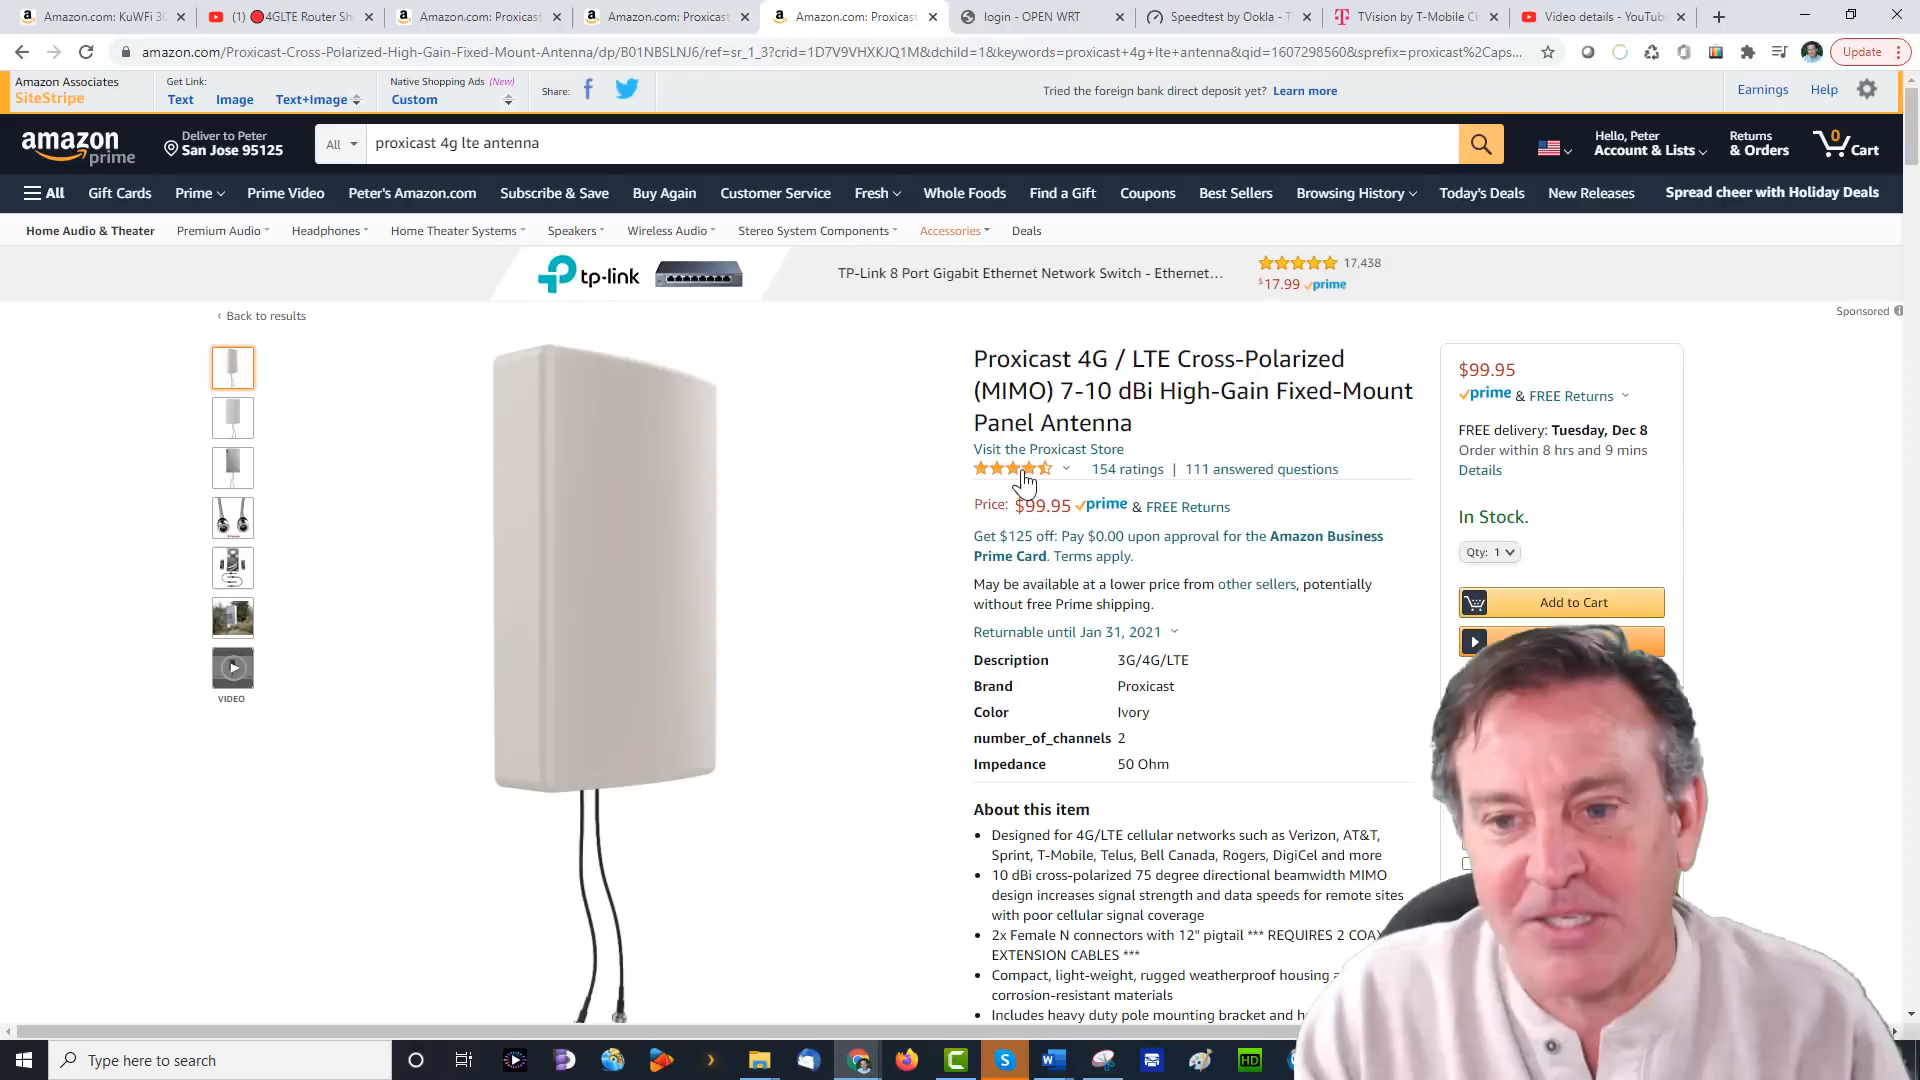 Amazon.com: KuWFi 3G
(1) 🔴4GLTE Router Sh
Amazon.com: Proxicast
Amazon.com: Proxicast
Amazon.com: Proxicast
login - OPEN WRT
Speedtest by Ookla - T
TVision by T-Mobile Ch
Video details - YouTub
amazon.com/Proxicast-Cross-Polarized-High-Gain-Fixed-Mount-Antenna/dp/B01NBSLNJ6/ref=sr_1_3?crid=1D7V9VHXKJQ1M&dchild=1&keywords=proxicast+4g+lte+antenna&qid=1607298560&sprefix=proxicast%2Caps...
Update
Amazon Associates
SiteStripe
Get Link:
Text
Image
Text+Image
Native Shopping Ads (New)
Custom
Share:
Tried the foreign bank direct deposit yet? Learn more
Earnings
Help
amazon
prime
Deliver to Peter
San Jose 95125
All
proxicast 4g lte antenna
Hello, Peter
Account & Lists
Returns
& Orders
0
Cart
All
Gift Cards
Prime
Prime Video
Peter's Amazon.com
Subscribe & Save
Buy Again
Customer Service
Fresh
Whole Foods
Find a Gift
Coupons
Best Sellers
Browsing History
Today's Deals
New Releases
Spread cheer with Holiday Deals
Home Audio & Theater
Premium Audio
Headphones
Home Theater Systems
Speakers
Wireless Audio
Stereo System Components
Accessories
Deals
tp-link
TP-Link 8 Port Gigabit Ethernet Network Switch - Ethernet...
17,438
$17.99 prime
‹ Back to results
Sponsored
VIDEO
Proxicast 4G / LTE Cross-Polarized
(MIMO) 7-10 dBi High-Gain Fixed-Mount
Panel Antenna
Visit the Proxicast Store
154 ratings | 111 answered questions
Price: $99.95 prime & FREE Returns
Get $125 off: Pay $0.00 upon approval for the Amazon Business
Prime Card. Terms apply.
May be available at a lower price from other sellers, potentially
without free Prime shipping.
Returnable until Jan 31, 2021
Description 3G/4G/LTE
Brand Proxicast
Color Ivory
number_of_channels 2
Impedance 50 Ohm
About this item
• Designed for 4G/LTE cellular networks such as Verizon, AT&T,
Sprint, T-Mobile, Telus, Bell Canada, Rogers, DigiCel and more
• 10 dBi cross-polarized 75 degree directional beamwidth MIMO
design increases signal strength and data speeds for remote sites
with poor cellular signal coverage
• 2x Female N connectors with 12" pigtail *** REQUIRES 2 COA
EXTENSION CABLES ***
• Compact, light-weight, rugged weatherproof housing
corrosion-resistant materials
• Includes heavy duty pole mounting bracket and h
$99.95
prime & FREE Returns
FREE delivery: Tuesday, Dec 8
Order within 8 hrs and 9 mins
Details
In Stock.
Qty: 1
Add to Cart
Type here to search